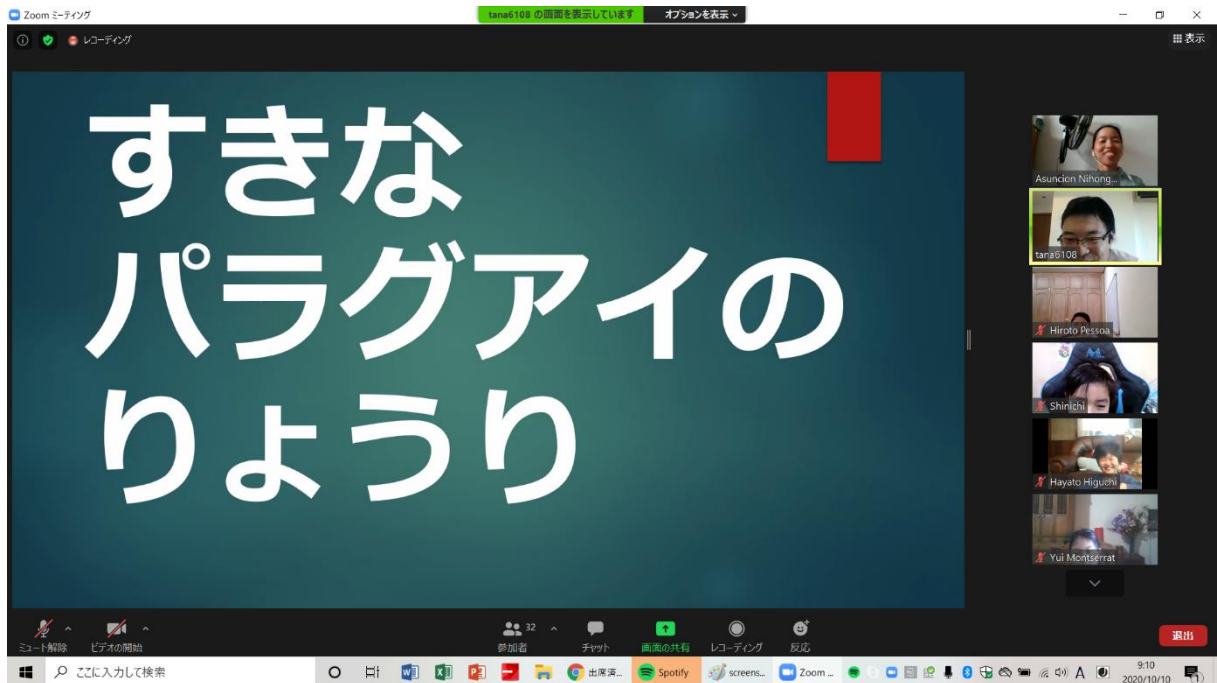 Zoom ミーティング
tana6108 の画面を表示しています
オプションを表示
レコーディング
表示
すきな
パラグアイの
りょうり
Asuncion Nihong...
tana6108
Hiroto Pessoa
Shinichi
Hayato Higuchi
Yui Montserrat
ミュート解除
ビデオの開始
32
参加者
チャット
画面の共有
レコーディング
反応
退出
ここに入力して検索
出席済...
Spotify
screens...
Zoom ...
A
9:10
2020/10/10